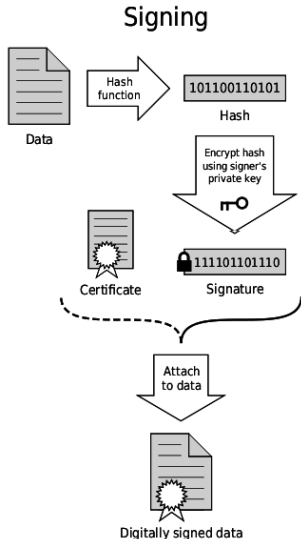 Signing
Hash
function
101100110101
Data
Hash
Encrypt hash
using signer's
private key
111101101110
Certificate
Signature
Attach
to data
Digitally signed data